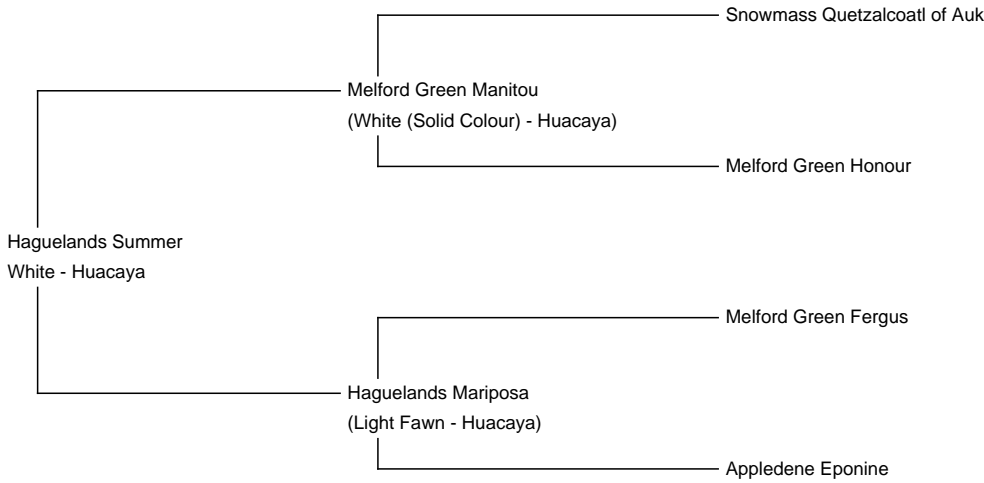 Snowmass Quetzalcoatl of Auk
Melford Green Manitou
(White (Solid Colour) - Huacaya)
Melford Green Honour
Haguelands Summer
White - Huacaya
Melford Green Fergus
Haguelands Mariposa
(Light Fawn - Huacaya)
Appledene Eponine